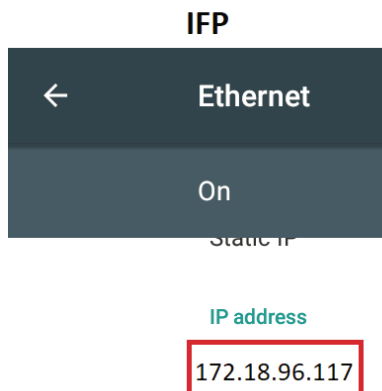 IFP
Ethernet
On
Static IP
IP address
172.18.96.117